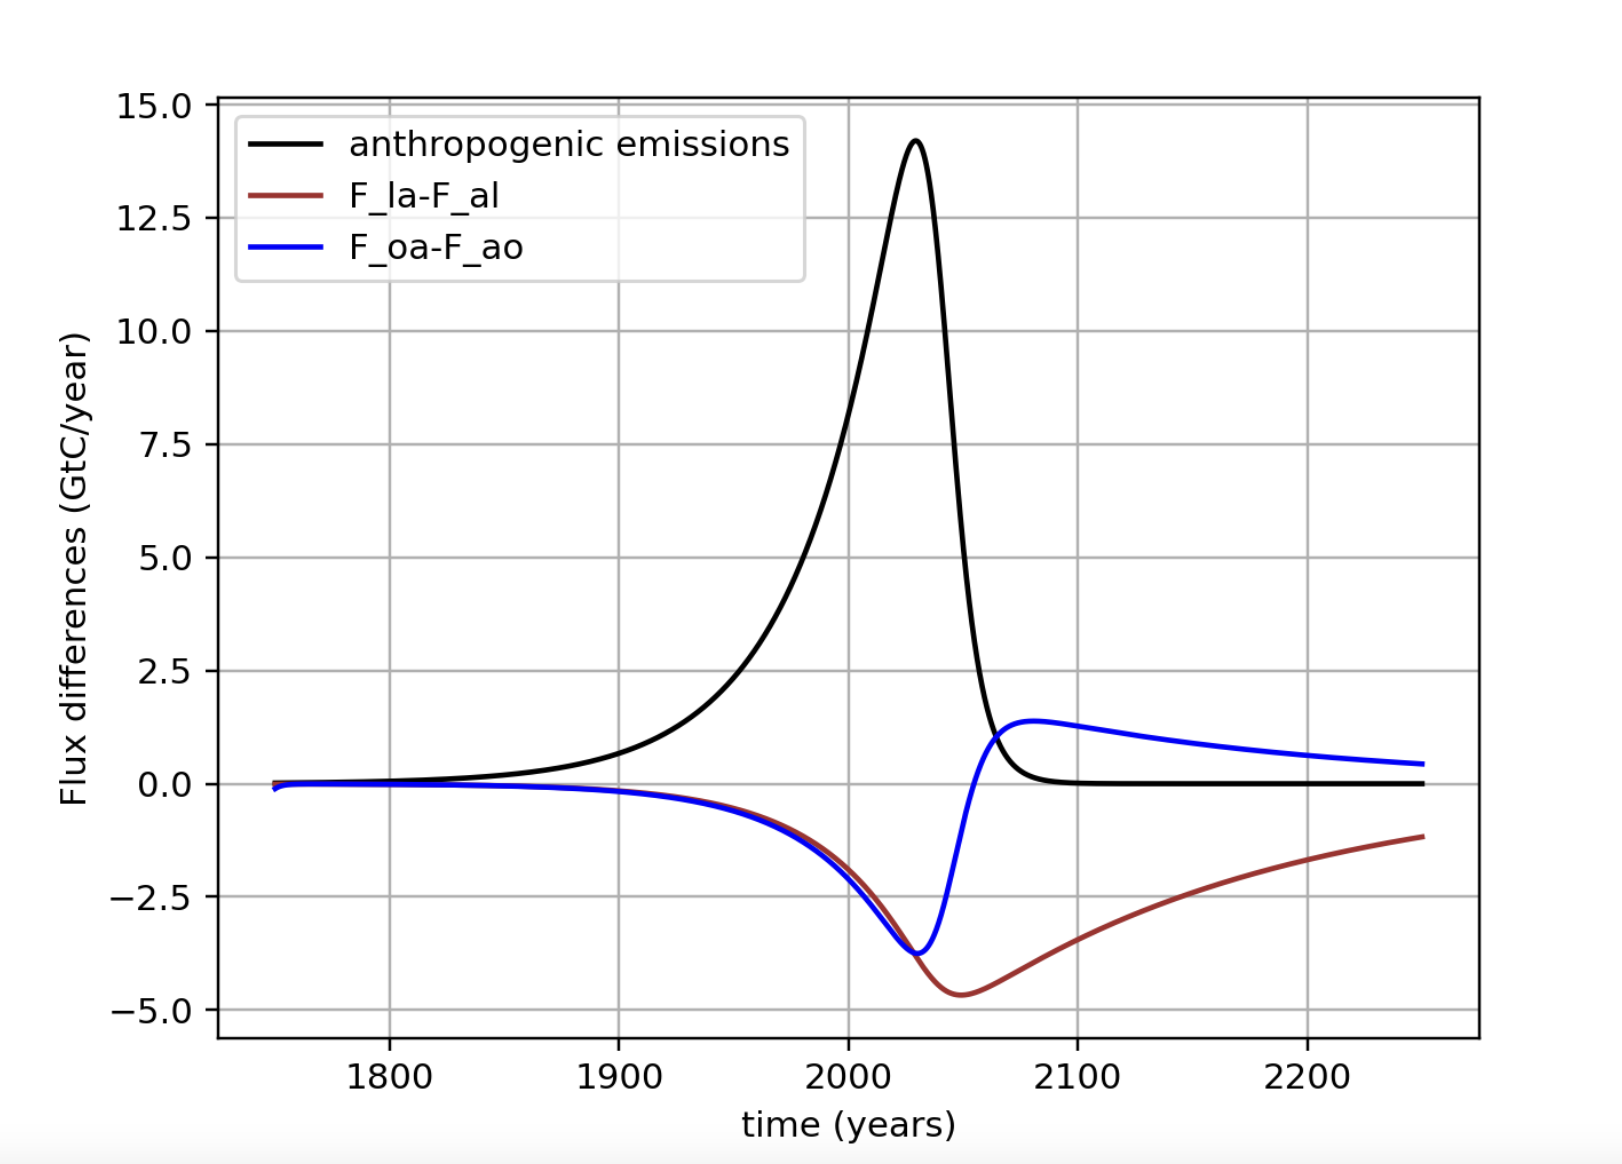 15.0
12.5
10.0
7.5
5.0
2.5
0.0
−2.5
−5.0
Flux differences (GtC/year)
anthropogenic emissions
F_la-F_al
F_oa-F_ao
1800 1900 2000 2100 2200
time (years)